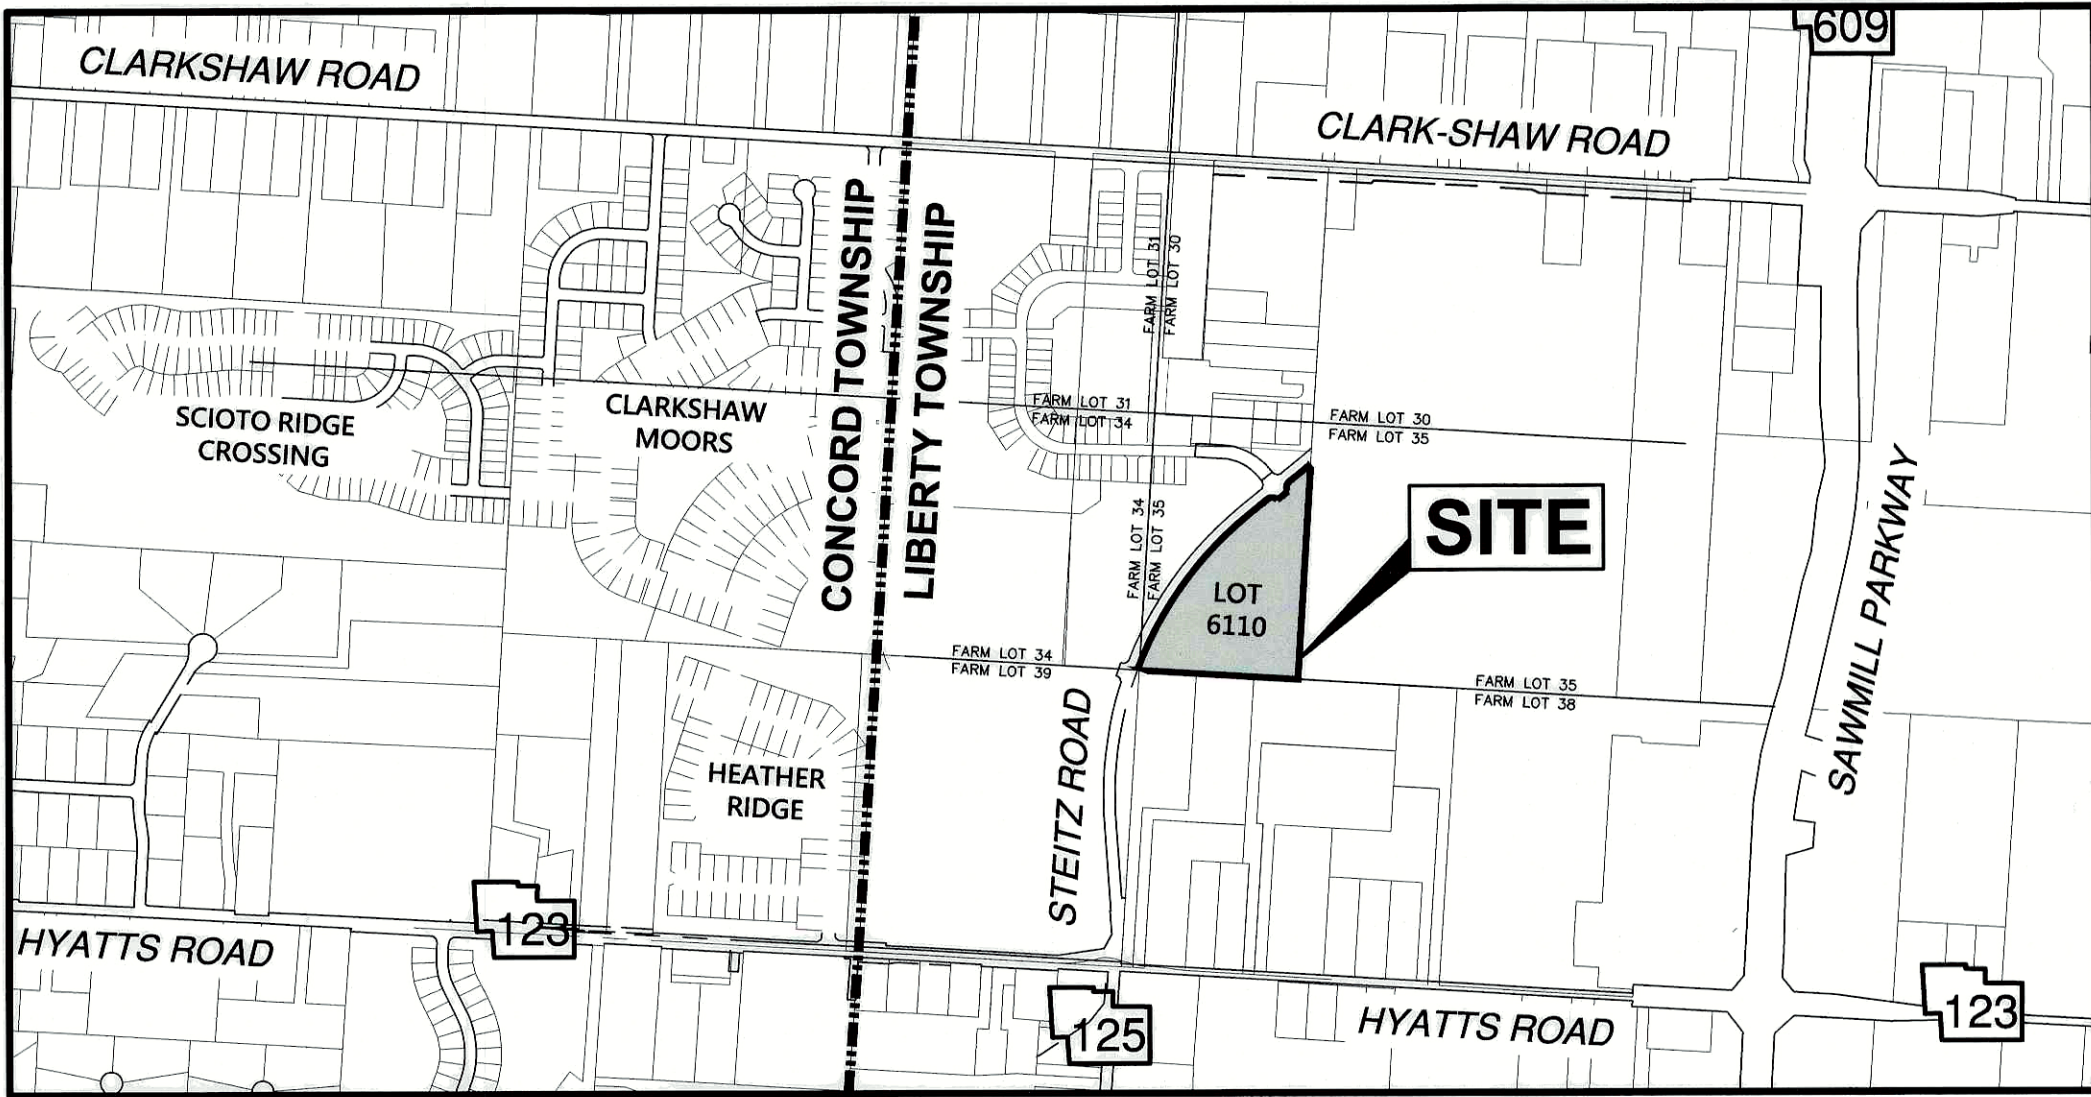 609
CLARKSHAW ROAD
CLARK-SHAW ROAD
CONCORD TOWNSHIP
LIBERTY TOWNSHIP
FARM LOT 31
FARM LOT 30
SCIOTO RIDGE
CROSSING
CLARKSHAW
MOORS
FARM LOT 31
FARM LOT 34
FARM LOT 30
FARM LOT 35
FARM LOT 34
FARM LOT 35
SITE
LOT
6110
SAWMILL PARKWAY
FARM LOT 34
FARM LOT 39
FARM LOT 35
FARM LOT 38
STEITZ ROAD
HEATHER
RIDGE
123
HYATTS ROAD
125
HYATTS ROAD
123